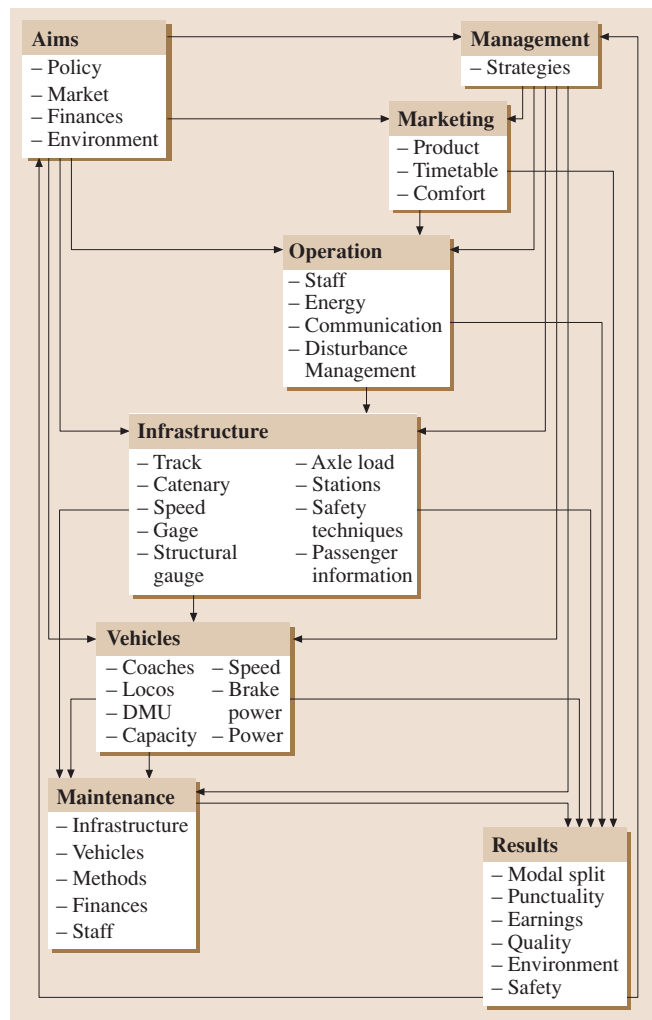 Aims
– Policy
– Market
– Finances
– Environment
Management
– Strategies
Marketing
– Product
– Timetable
– Comfort
Operation
– Staff
– Energy
– Communication
– Disturbance
Management
Infrastructure
– Track
– Catenary
– Speed
– Gage
– Structural
gauge
– Axle load
– Stations
– Safety
techniques
– Passenger
information
Vehicles
– Coaches
– Locos
– DMU
– Capacity
– Speed
– Brake
power
– Power
Maintenance
– Infrastructure
– Vehicles
– Methods
– Finances
– Staff
Results
– Modal split
– Punctuality
– Earnings
– Quality
– Environment
– Safety